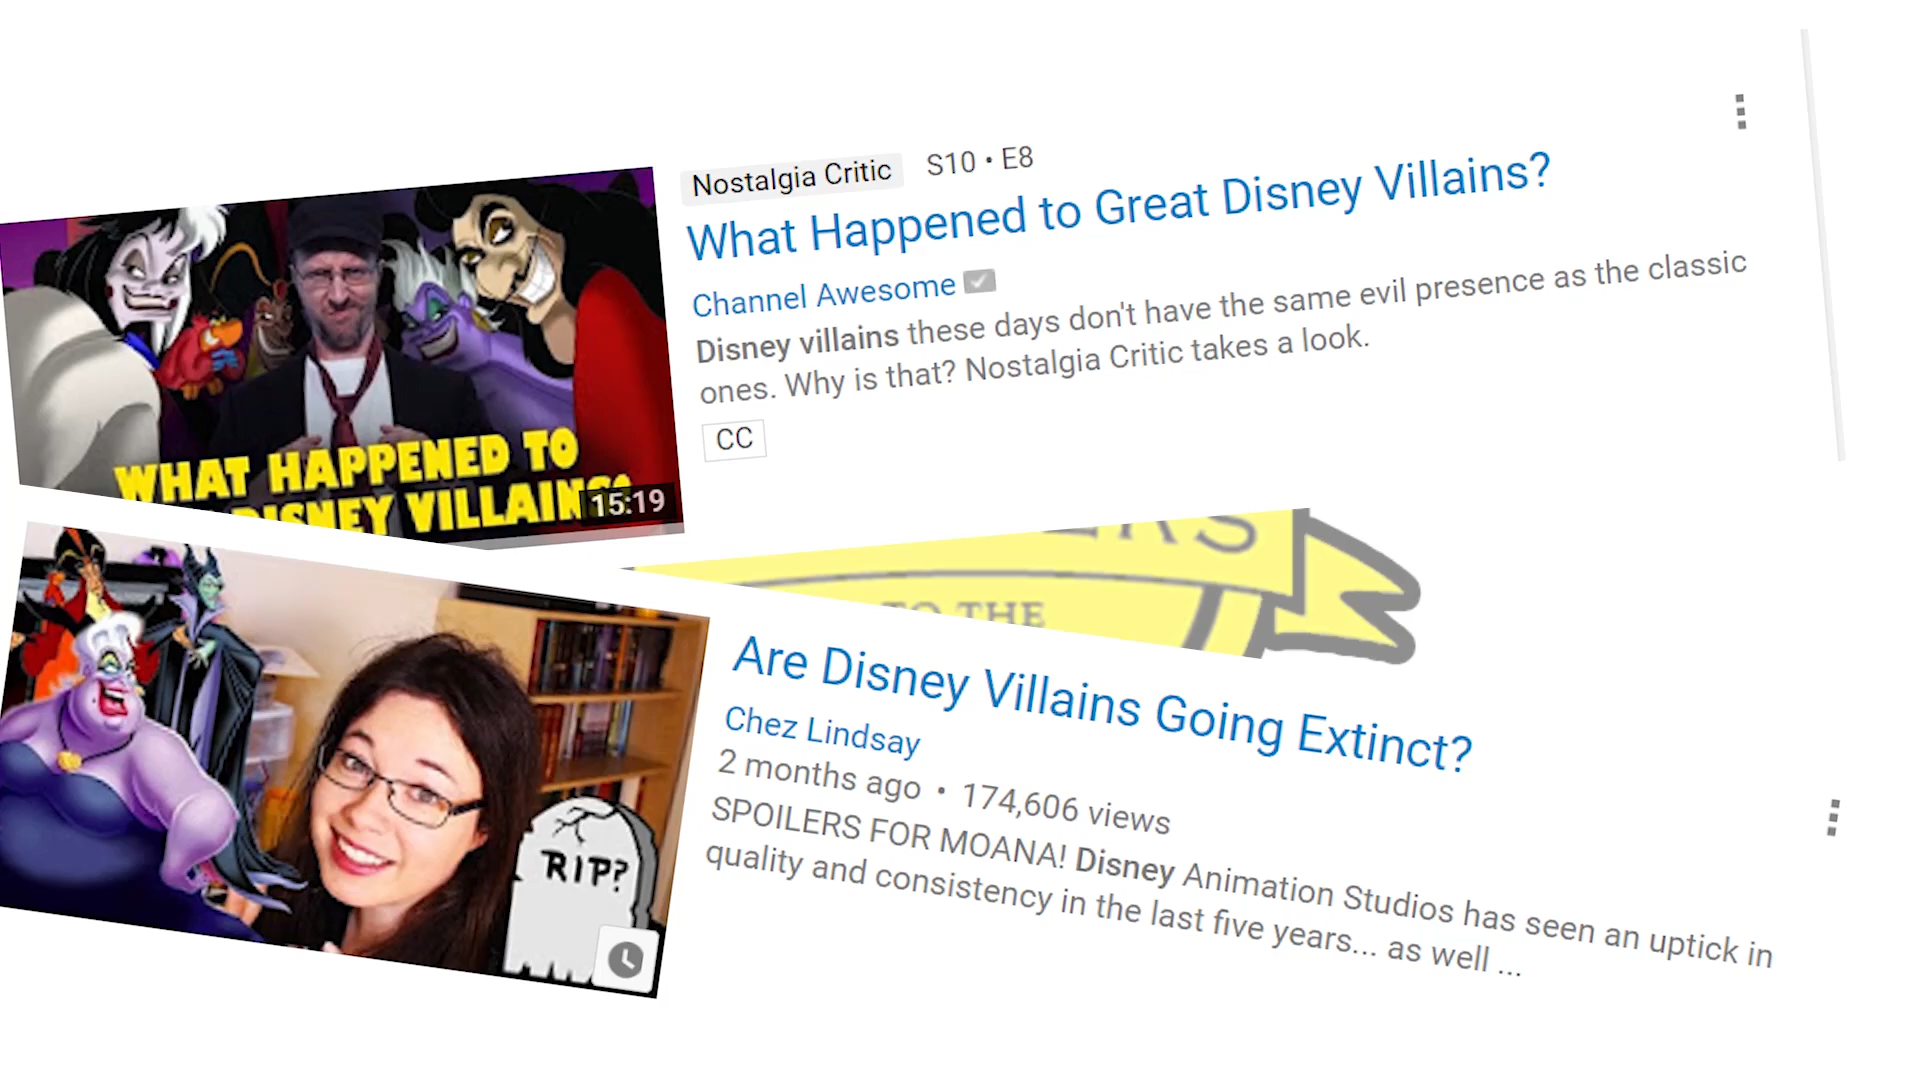 Nostalgia Critic S10 • E8
What Happened to Great Disney Villains?
Channel Awesome
Disney villains these days don't have the same evil presence as the classic
ones. Why is that? Nostalgia Critic takes a look.
CC
WHAT HAPPENED TO
DISNEY VILLAINS?
15:19
TO THE
Are Disney Villains Going Extinct?
Chez Lindsay
2 months ago • 174,606 views
SPOILERS FOR MOANA! Disney Animation Studios has seen an uptick in
quality and consistency in the last five years... as well ...
RIP?